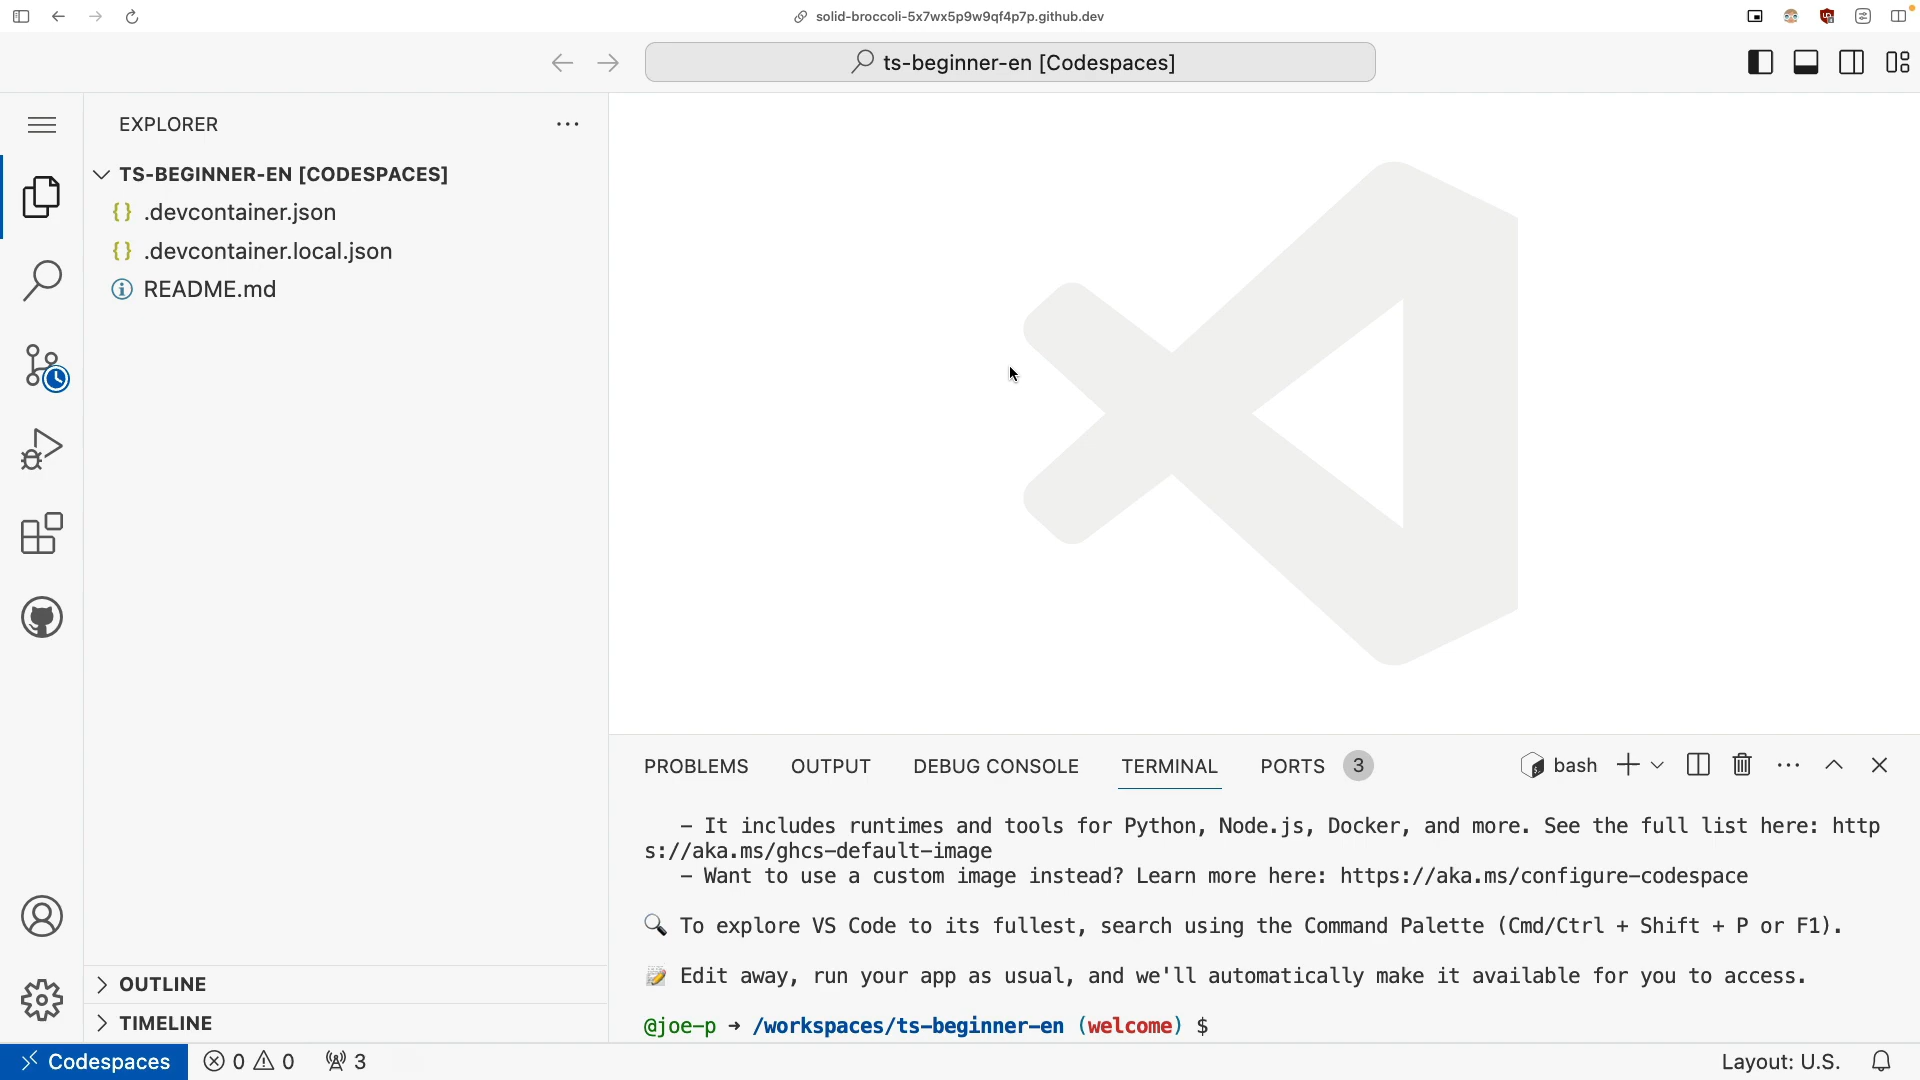 solid-broccoli-5x7wx5p9w9qf4p7p.github.dev
ts-beginner-en [Codespaces]
EXPLORER
TS-BEGINNER-EN [CODESPACES]
{} .devcontainer.json
{} .devcontainer.local.json
README.md
OUTLINE
TIMELINE
PROBLEMS OUTPUT DEBUG CONSOLE TERMINAL PORTS 3 bash
- It includes runtimes and tools for Python, Node.js, Docker, and more. See the full list here: http
s://aka.ms/ghcs-default-image
- Want to use a custom image instead? Learn more here: https://aka.ms/configure-codespace
🔍 To explore VS Code to its fullest, search using the Command Palette (Cmd/Ctrl + Shift + P or F1).
📝 Edit away, run your app as usual, and we'll automatically make it available for you to access.
@joe-p → /workspaces/ts-beginner-en (welcome) $
Codespaces 0 0 3 Layout: U.S.